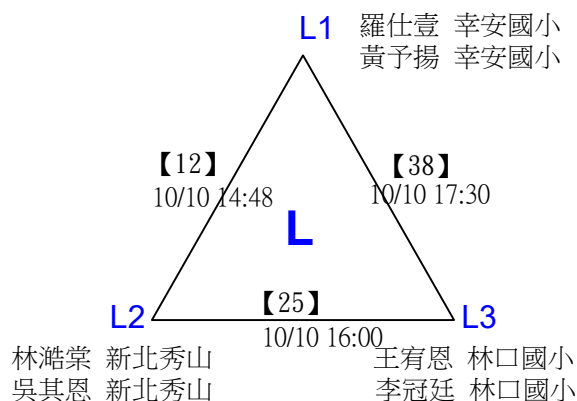 L1
羅仕壹 幸安國小
黃予揚 幸安國小
【12】
10/10 14:48
【38】
10/10 17:30
L
【25】
10/10 16:00
L2
林澔棠 新北秀山
吳其恩 新北秀山
L3
王宥恩 林口國小
李冠廷 林口國小